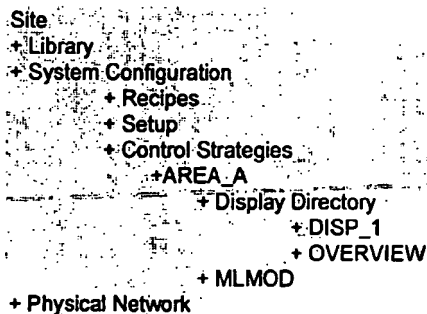 Site
+ Library
+ System Configuration
+ Recipes
+ Setup
+ Control Strategies
+AREA_A
+ Display Directory
+ DISP_1
+ OVERVIEW
+ MLMOD
+ Physical Network